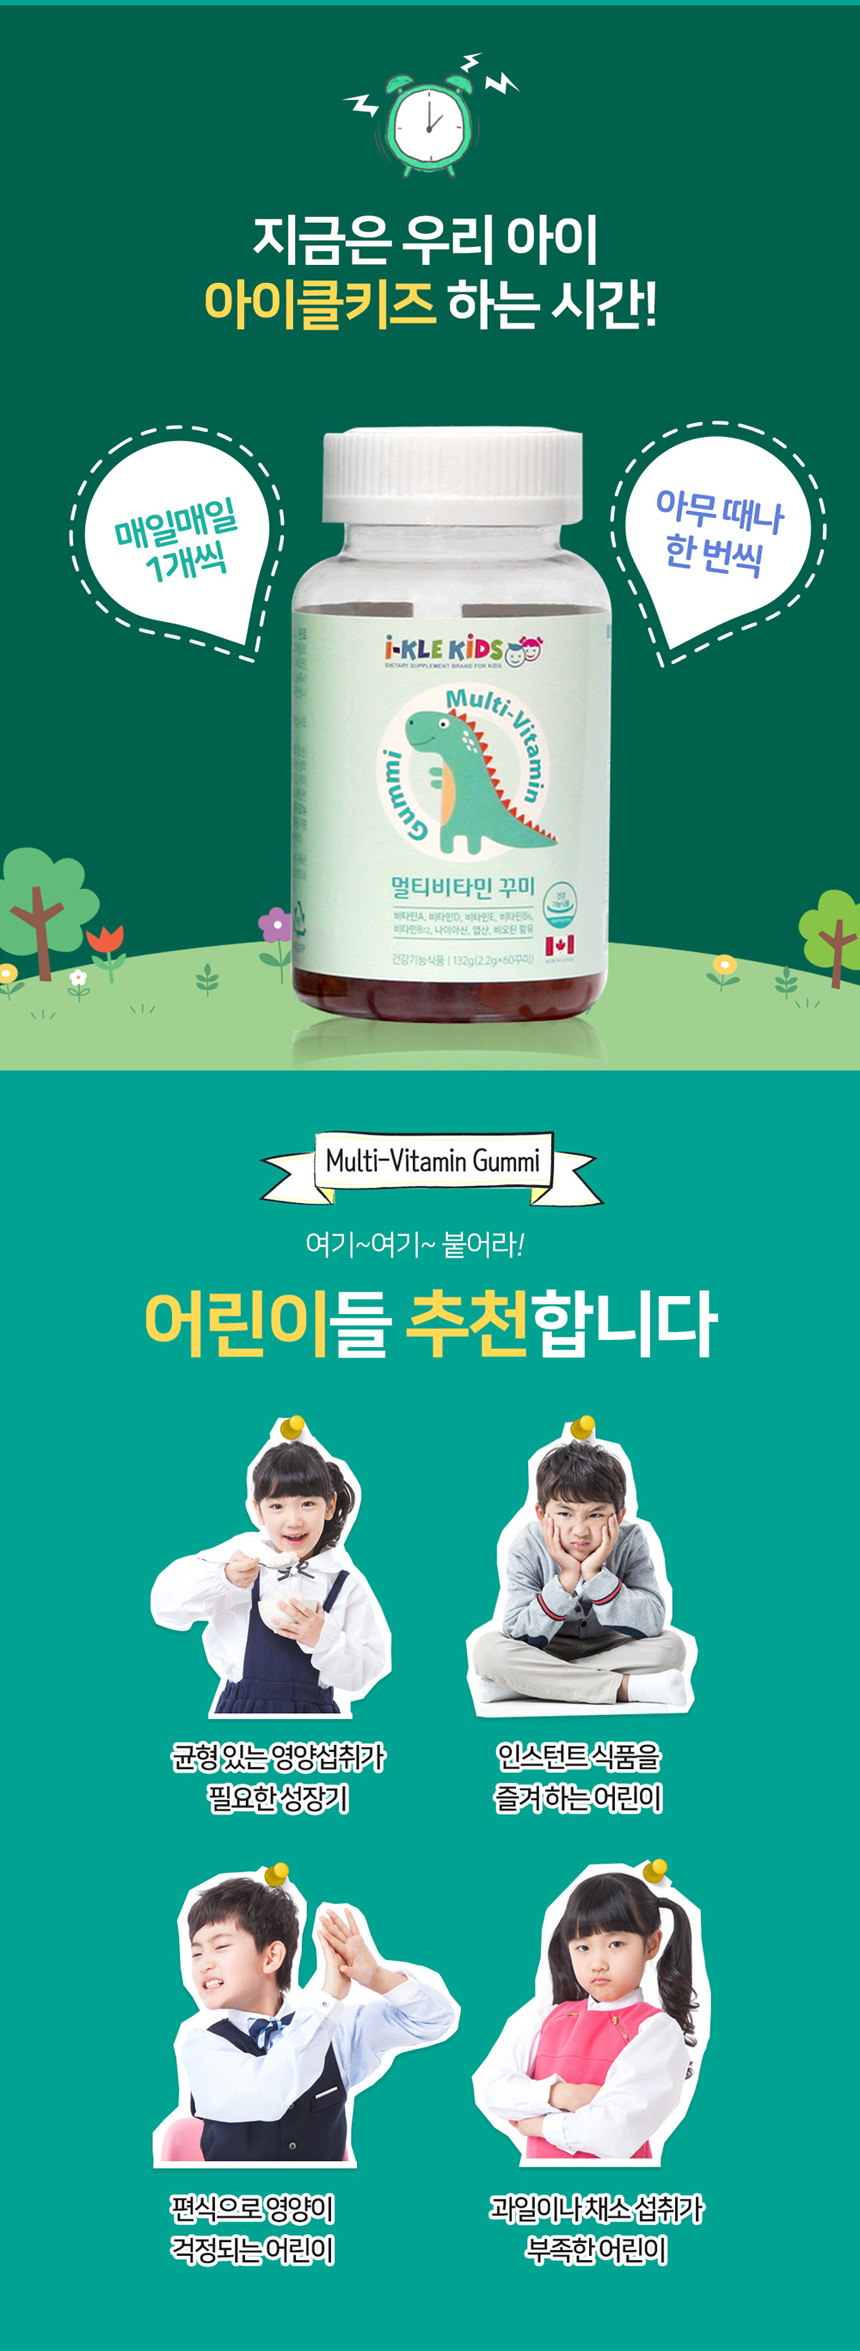 지금은 우리 아이
아이클키즈 하는 시간!
매일매일
1개씩
아무 때나
한 번씩
i-KLE KiDS
DIETARY SUPPLEMENT BRAND FOR KIDS
Multi-Vitamin
Gummi
멀티비타민 꾸미
비타민A, 비타민D, 비타민E, 비타민B₆,
비타민B₁₂, 나이아신, 엽산, 비오틴 함유
건강기능식품 | 132g(2.2g×60꾸미)
건강
기능식품
Multi-Vitamin Gummi
여기~여기~ 붙어라!
어린이들 추천합니다
균형 있는 영양섭취가
필요한 성장기
인스턴트 식품을
즐겨 하는 어린이
편식으로 영양이
걱정되는 어린이
과일이나 채소 섭취가
부족한 어린이